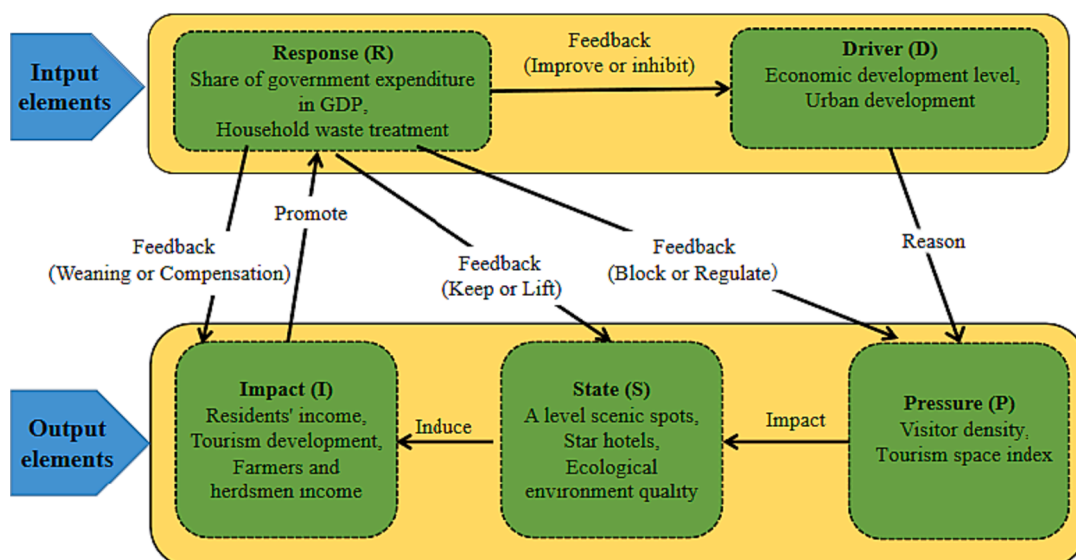 Intput
elements
Response (R)
Share of government expenditure
in GDP,
Household waste treatment
Feedback
(Improve or inhibit)
Driver (D)
Economic development level,
Urban development
Feedback
(Weaning or Compensation)
Promote
Feedback
(Keep or Lift)
Feedback
(Block or Regulate)
Reason
Output
elements
Impact (I)
Residents' income,
Tourism development,
Farmers and
herdsmen income
Induce
State (S)
A level scenic spots,
Star hotels,
Ecological
environment quality
Impact
Pressure (P)
Visitor density,
Tourism space index